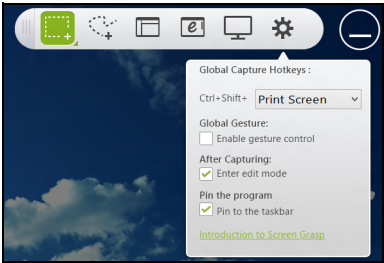 e
Global Capture Hotkeys :
Ctrl+Shift+ Print Screen
Global Gesture:
Enable gesture control
After Capturing:
Enter edit mode
Pin the program
Pin to the taskbar
Introduction to Screen Grasp